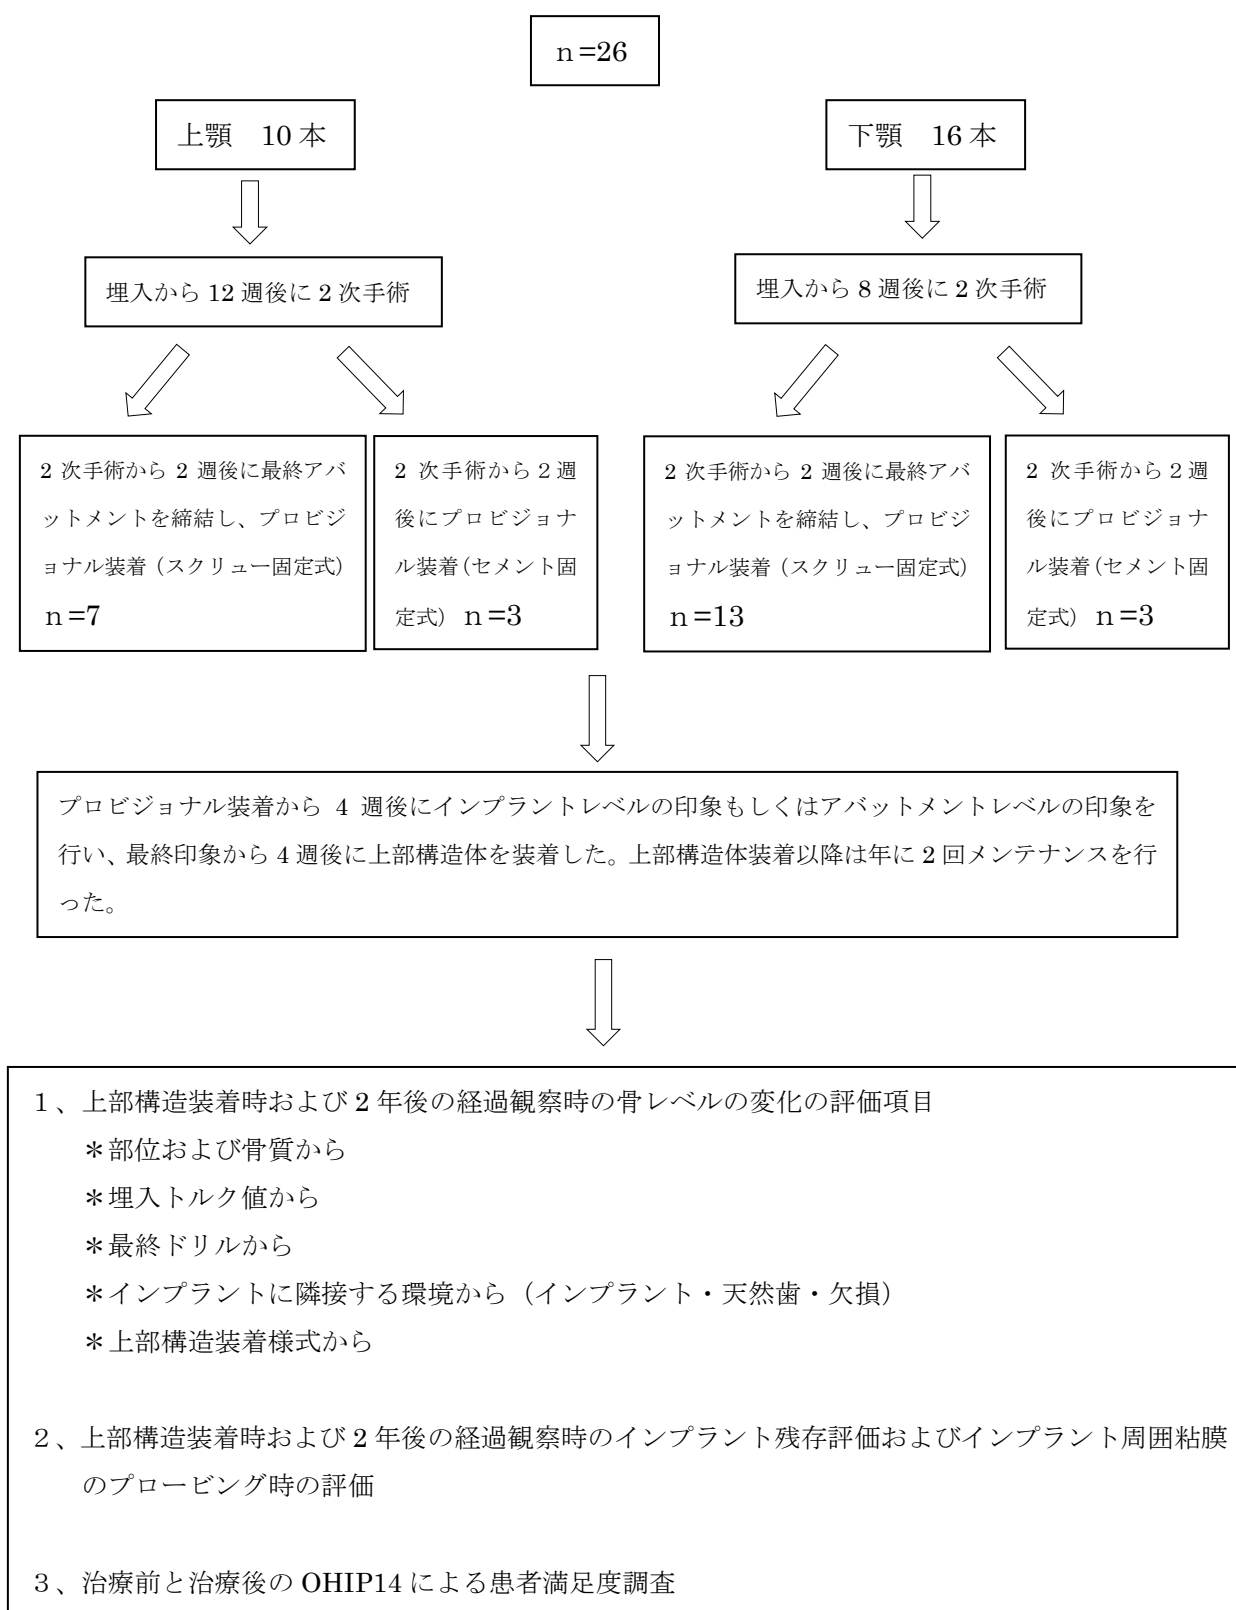 ｎ=26
上顎　10 本
下顎　16 本
埋入から 12 週後に 2 次手術
埋入から 8 週後に 2 次手術
2 次手術から 2 週後に最終アバ
ットメントを締結し、プロビジ
ョナル装着（スクリュー固定式）
ｎ=7
2 次手術から２週
後にプロビジョナ
ル装着（セメント固
定式）ｎ=3
2 次手術から 2 週後に最終アバ
ットメントを締結し、プロビジ
ョナル装着（スクリュー固定式）
ｎ=13
2 次手術から２週
後にプロビジョナ
ル装着（セメント固
定式）ｎ=3
プロビジョナル装着から 4 週後にインプラントレベルの印象もしくはアバットメントレベルの印象を
行い、最終印象から 4 週後に上部構造体を装着した。上部構造体装着以降は年に 2 回メンテナンスを行
った。
１、上部構造装着時および 2 年後の経過観察時の骨レベルの変化の評価項目
＊部位および骨質から
＊埋入トルク値から
＊最終ドリルから
＊インプラントに隣接する環境から（インプラント・天然歯・欠損）
＊上部構造装着様式から
２、上部構造装着時および 2 年後の経過観察時のインプラント残存評価およびインプラント周囲粘膜
のプロービング時の評価
３、治療前と治療後の OHIP14 による患者満足度調査